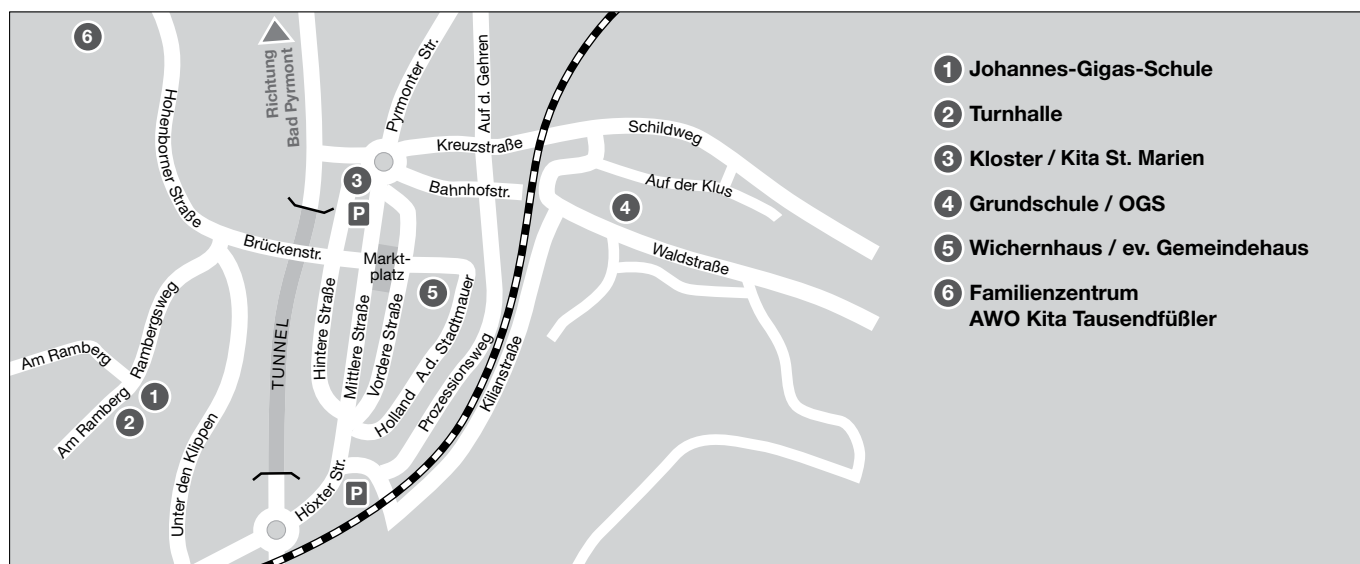 6
Richtung
Bad Pyrmont
Pyrmonter Str.
Auf d. Gehren
Hohenborner Straße
Kreuzstraße
Schildweg
3
P
Bahnhofstr.
Auf der Klus
4
Brückenstr.
Markt-
platz
5
Waldstraße
Rambergsweg
Am Ramberg
TUNNEL
Hintere Straße
Mittlere Straße
Vordere Straße
Holland
A.d. Stadtmauer
Prozessionsweg
Kilianstraße
1
2
Am Ramberg
Unter den Klippen
Höxter Str.
P
1 Johannes-Gigas-Schule
2 Turnhalle
3 Kloster / Kita St. Marien
4 Grundschule / OGS
5 Wichernhaus / ev. Gemeindehaus
6 Familienzentrum
AWO Kita Tausendfüßler